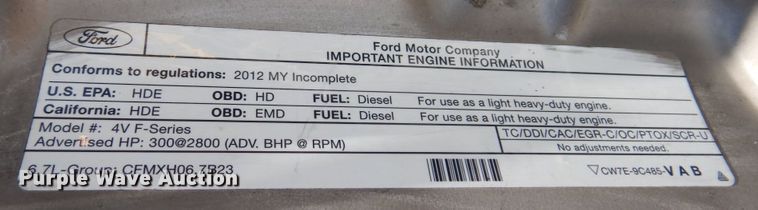 Ford
Ford Motor Company
IMPORTANT ENGINE INFORMATION
Conforms to regulations: 2012 MY Incomplete
U.S. EPA: HDE OBD: HD FUEL: Diesel For use as a light heavy-duty engine.
California: HDE OBD: EMD FUEL: Diesel For use as a light heavy-duty engine.
Model #: 4V F-Series TC/DDI/CAC/EGR-C/OC/PTOX/SCR-U
Advertised HP: 300@2800 (ADV. BHP @ RPM) No adjustments needed.
6.7L-Group: CFMXH06.7B23 CW7E-9C485-VAB
Purple Wave Auction